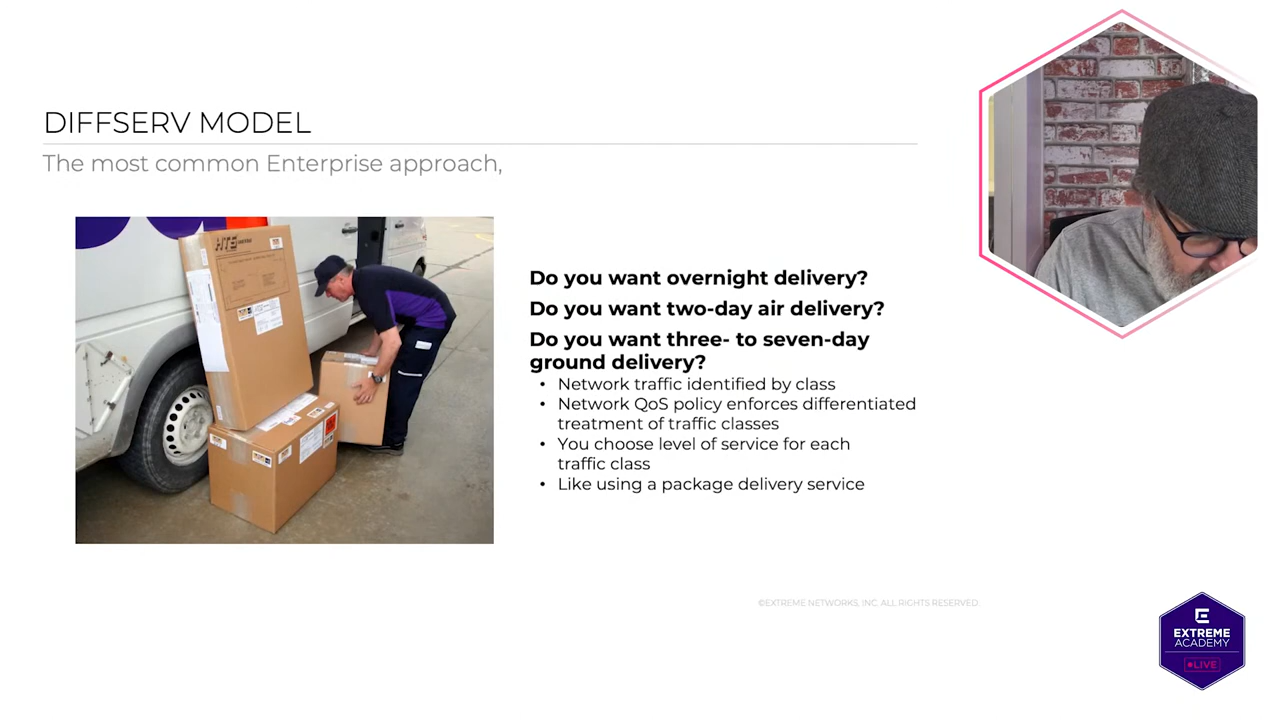 DIFFSERV MODEL
The most common Enterprise approach,
Do you want overnight delivery?
Do you want two-day air delivery?
Do you want three- to seven-day
ground delivery?
• Network traffic identified by class
• Network QoS policy enforces differentiated
treatment of traffic classes
• You choose level of service for each
traffic class
• Like using a package delivery service
HTS
©EXTREME NETWORKS, INC. ALL RIGHTS RESERVED.
EXTREME
ACADEMY
LIVE